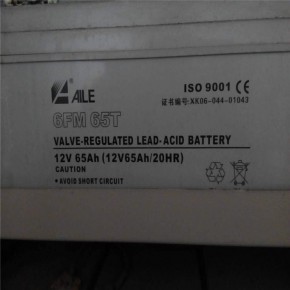 AILE
ISO 9001
证书编号:XK06-044-01043
6FM 65T
VALVE-REGULATED LEAD-ACID BATTERY
12V 65Ah (12V65Ah/20HR)
CAUTION
• AVOID SHORT CIRCUIT